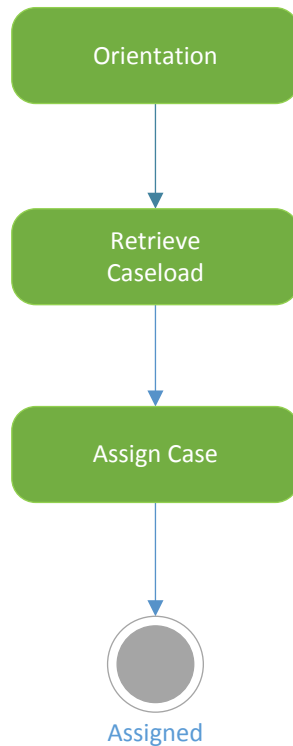 Orientation
Retrieve
Caseload
Assign Case
Assigned